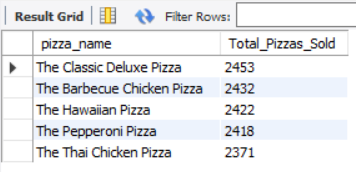 Result Grid Filter Rows:
pizza_name Total_Pizzas_Sold
The Classic Deluxe Pizza 2453
The Barbecue Chicken Pizza 2432
The Hawaiian Pizza 2422
The Pepperoni Pizza 2418
The Thai Chicken Pizza 2371